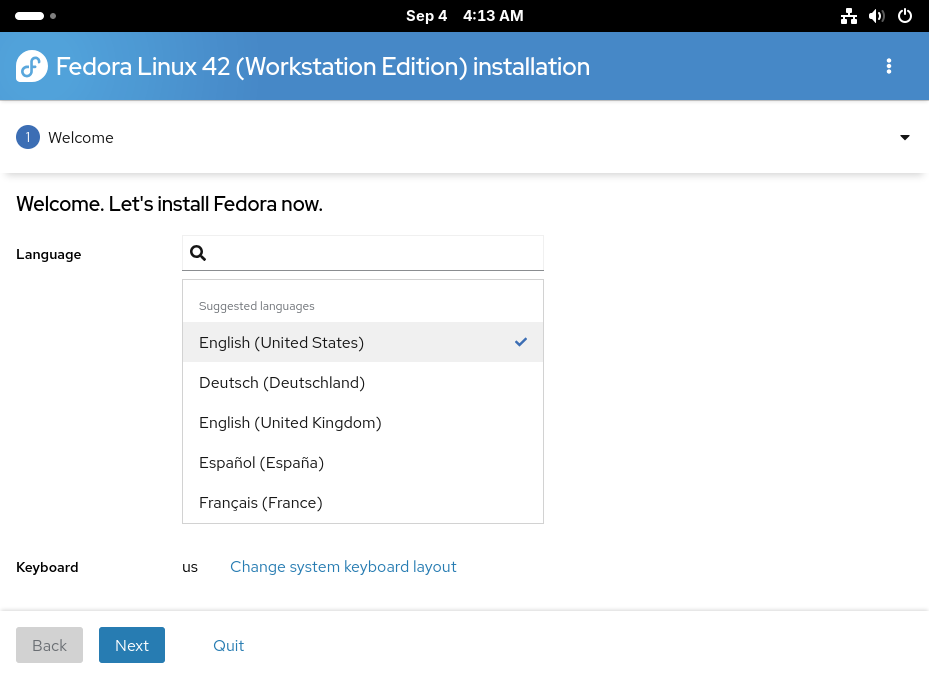 Sep 4 4:13 AM
Fedora Linux 42 (Workstation Edition) installation
1 Welcome
Welcome. Let's install Fedora now.
Language
Suggested languages
English (United States)
Deutsch (Deutschland)
English (United Kingdom)
Español (España)
Français (France)
Keyboard us Change system keyboard layout
Back Next Quit